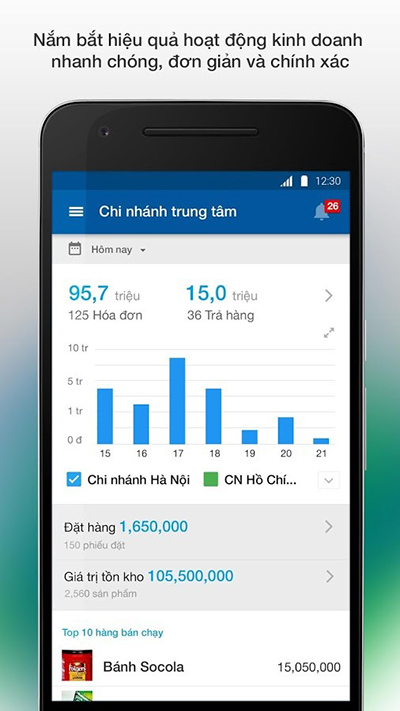 Nắm bắt hiệu quả hoạt động kinh doanh
nhanh chóng, đơn giản và chính xác
12:30
Chi nhánh trung tâm
26
Hôm nay
95,7 triệu 15,0 triệu
125 Hóa đơn 36 Trả hàng
10 tr
5 tr
1 tr
0 đ
15 16 17 18 19 20 21
Chi nhánh Hà Nội CN Hồ Chí...
Đặt hàng 1,650,000
150 phiếu đặt
Giá trị tồn kho 105,500,000
2,560 sản phẩm
Top 10 hàng bán chạy
Folgers
Bánh Socola 15,050,000